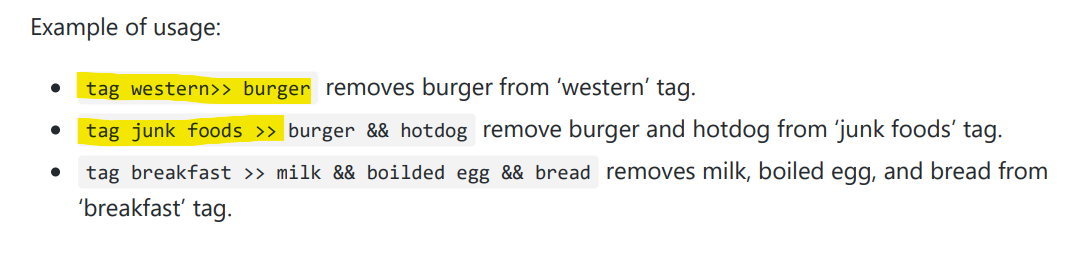 Example of usage:
tag western>> burger removes burger from ‘western’ tag.
tag junk foods >> burger && hotdog remove burger and hotdog from ‘junk foods’ tag.
tag breakfast >> milk && boilded egg && bread removes milk, boiled egg, and bread from
‘breakfast’ tag.